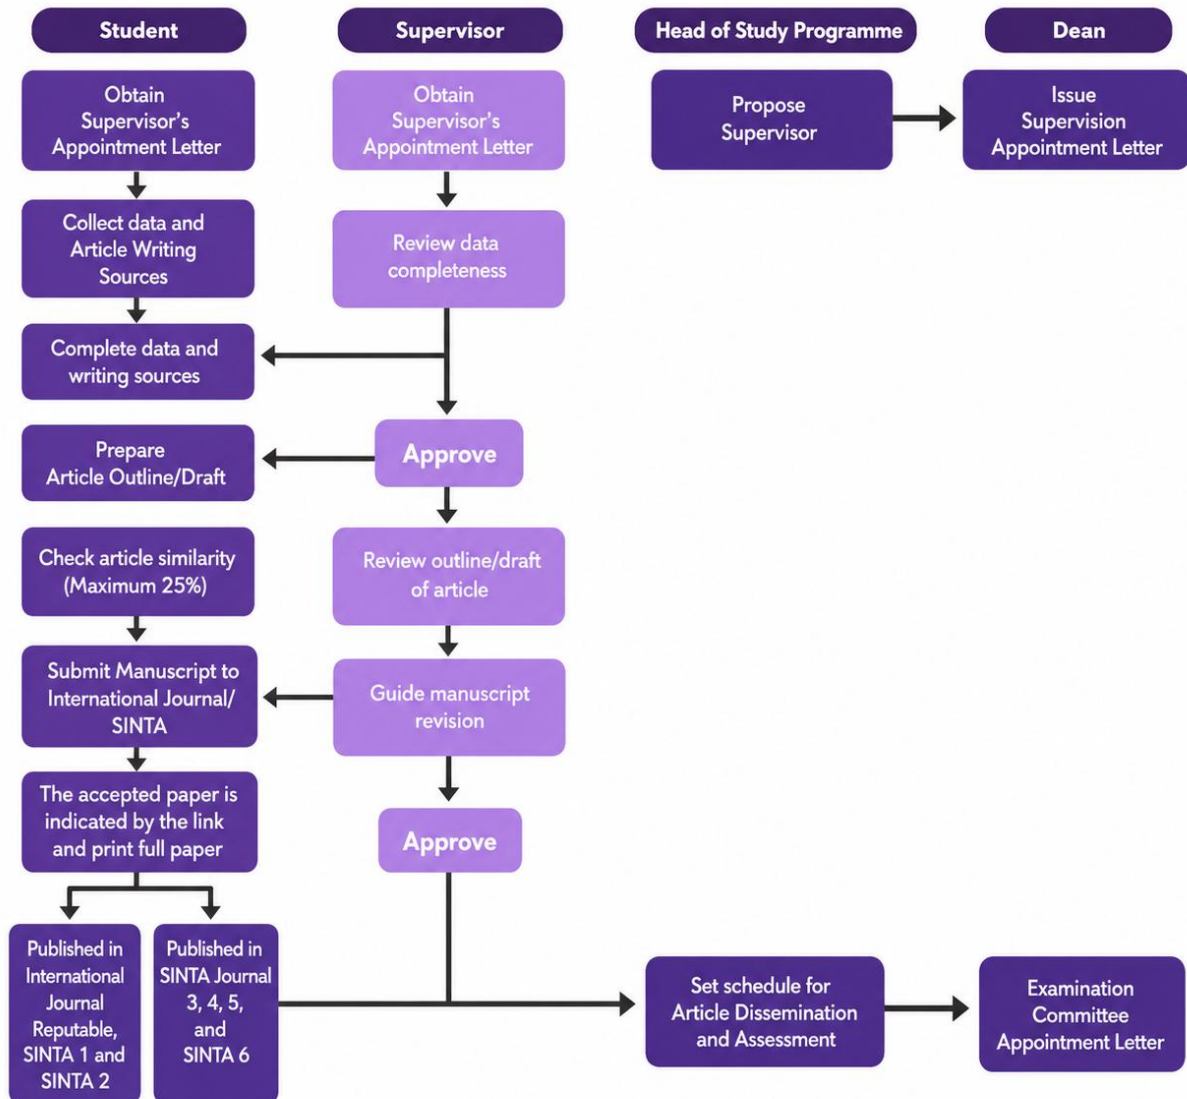 Student
Supervisor
Head of Study Programme
Dean
Obtain
Supervisor's
Appointment Letter
Obtain
Supervisor's
Appointment Letter
Propose
Supervisor
Issue
Supervision
Appointment Letter
Collect data and
Article Writing
Sources
Review data
completeness
Complete data and
writing sources
Prepare
Article Outline/Draft
Approve
Check article similarity
(Maximum 25%)
Review outline/draft
of article
Submit Manuscript to
International Journal/
SINTA
Guide manuscript
revision
The accepted paper is
indicated by the link
and print full paper
Approve
Published in
International
Journal
Reputable,
SINTA 1 and
SINTA 2
Published in
SINTA Journal
3, 4, 5,
and
SINTA 6
Set schedule for
Article Dissemination
and Assessment
Examination
Committee
Appointment Letter